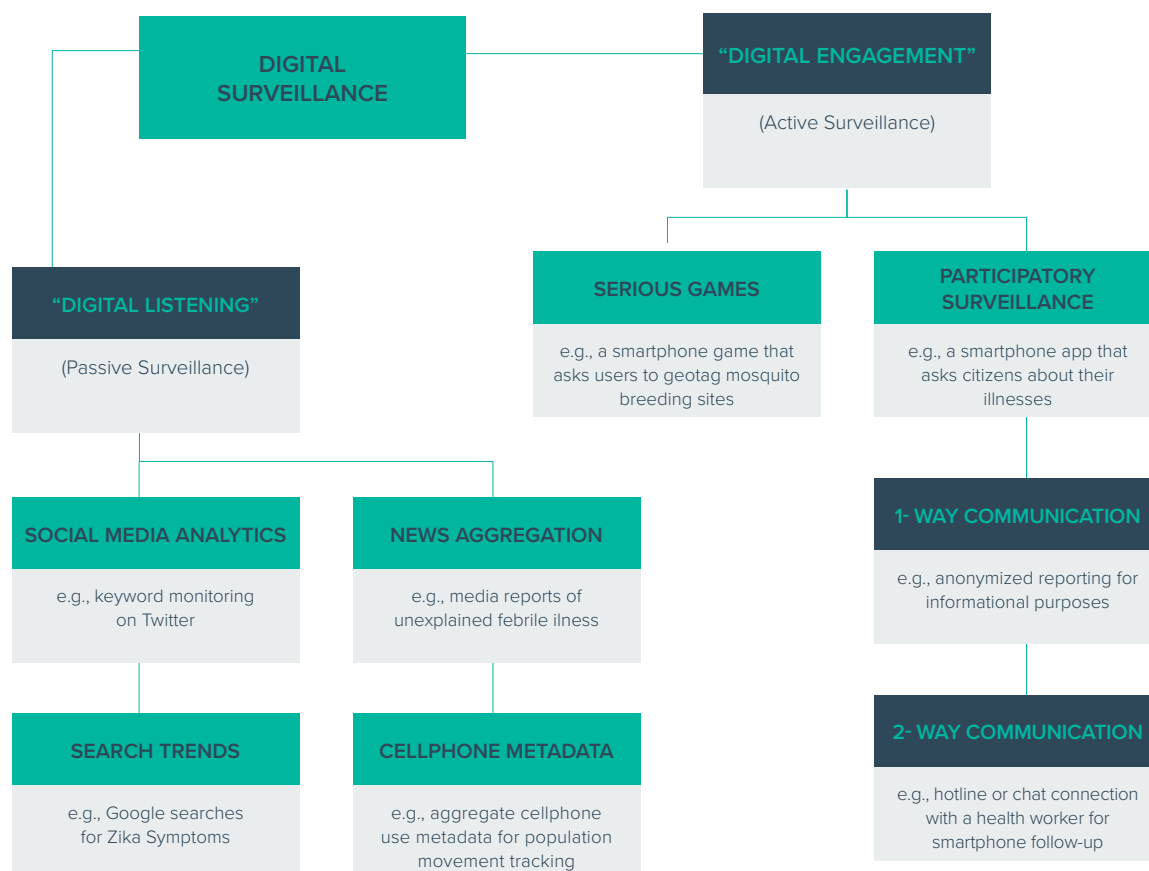 DIGITAL
SURVEILLANCE
“DIGITAL ENGAGEMENT”
(Active Surveillance)
“DIGITAL LISTENING”
(Passive Surveillance)
SERIOUS GAMES
e.g., a smartphone game that
asks users to geotag mosquito
breeding sites
PARTICIPATORY
SURVEILLANCE
e.g., a smartphone app that
asks citizens about their
illnesses
SOCIAL MEDIA ANALYTICS
e.g., keyword monitoring
on Twitter
NEWS AGGREGATION
e.g., media reports of
unexplained febrile ilness
1- WAY COMMUNICATION
e.g., anonymized reporting for
informational purposes
SEARCH TRENDS
e.g., Google searches
for Zika Symptoms
CELLPHONE METADATA
e.g., aggregate cellphone
use metadata for population
movement tracking
2- WAY COMMUNICATION
e.g., hotline or chat connection
with a health worker for
smartphone follow-up